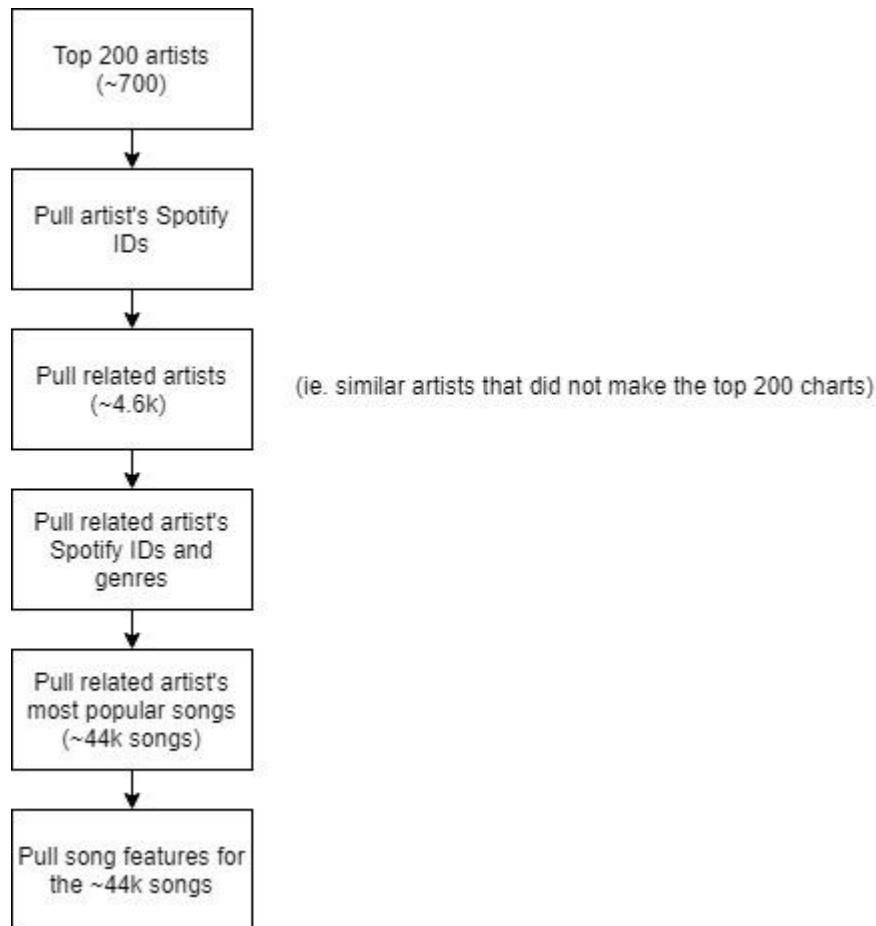 Top 200 artists
(~700)
Pull artist's Spotify
IDs
Pull related artists
(~4.6k)
(ie. similar artists that did not make the top 200 charts)
Pull related artist's
Spotify IDs and
genres
Pull related artist's
most popular songs
(~44k songs)
Pull song features for
the ~44k songs